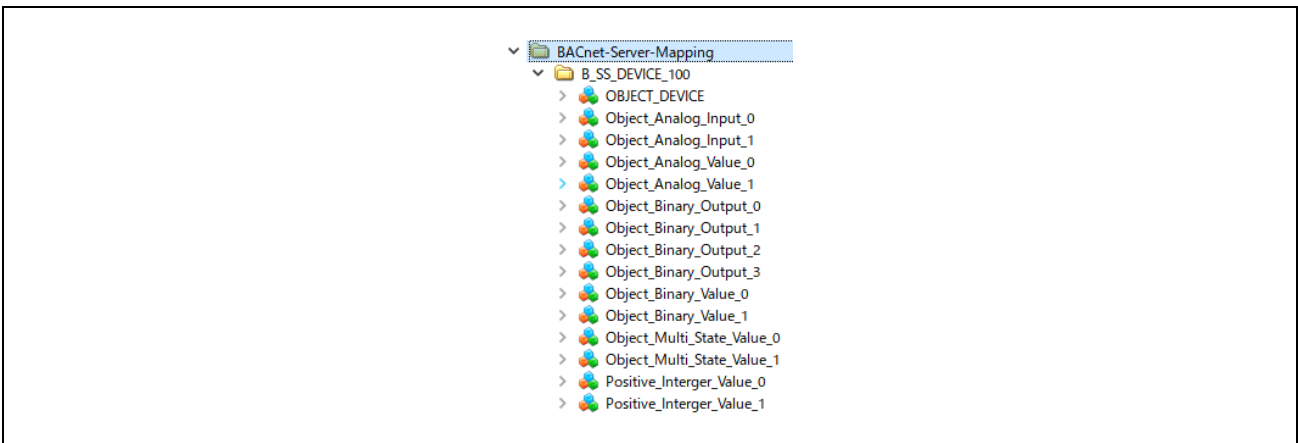 BACnet-Server-Mapping
B_SS_DEVICE_100
OBJECT_DEVICE
Object_Analog_Input_0
Object_Analog_Input_1
Object_Analog_Value_0
Object_Analog_Value_1
Object_Binary_Output_0
Object_Binary_Output_1
Object_Binary_Output_2
Object_Binary_Output_3
Object_Binary_Value_0
Object_Binary_Value_1
Object_Multi_State_Value_0
Object_Multi_State_Value_1
Positive_Interger_Value_0
Positive_Interger_Value_1